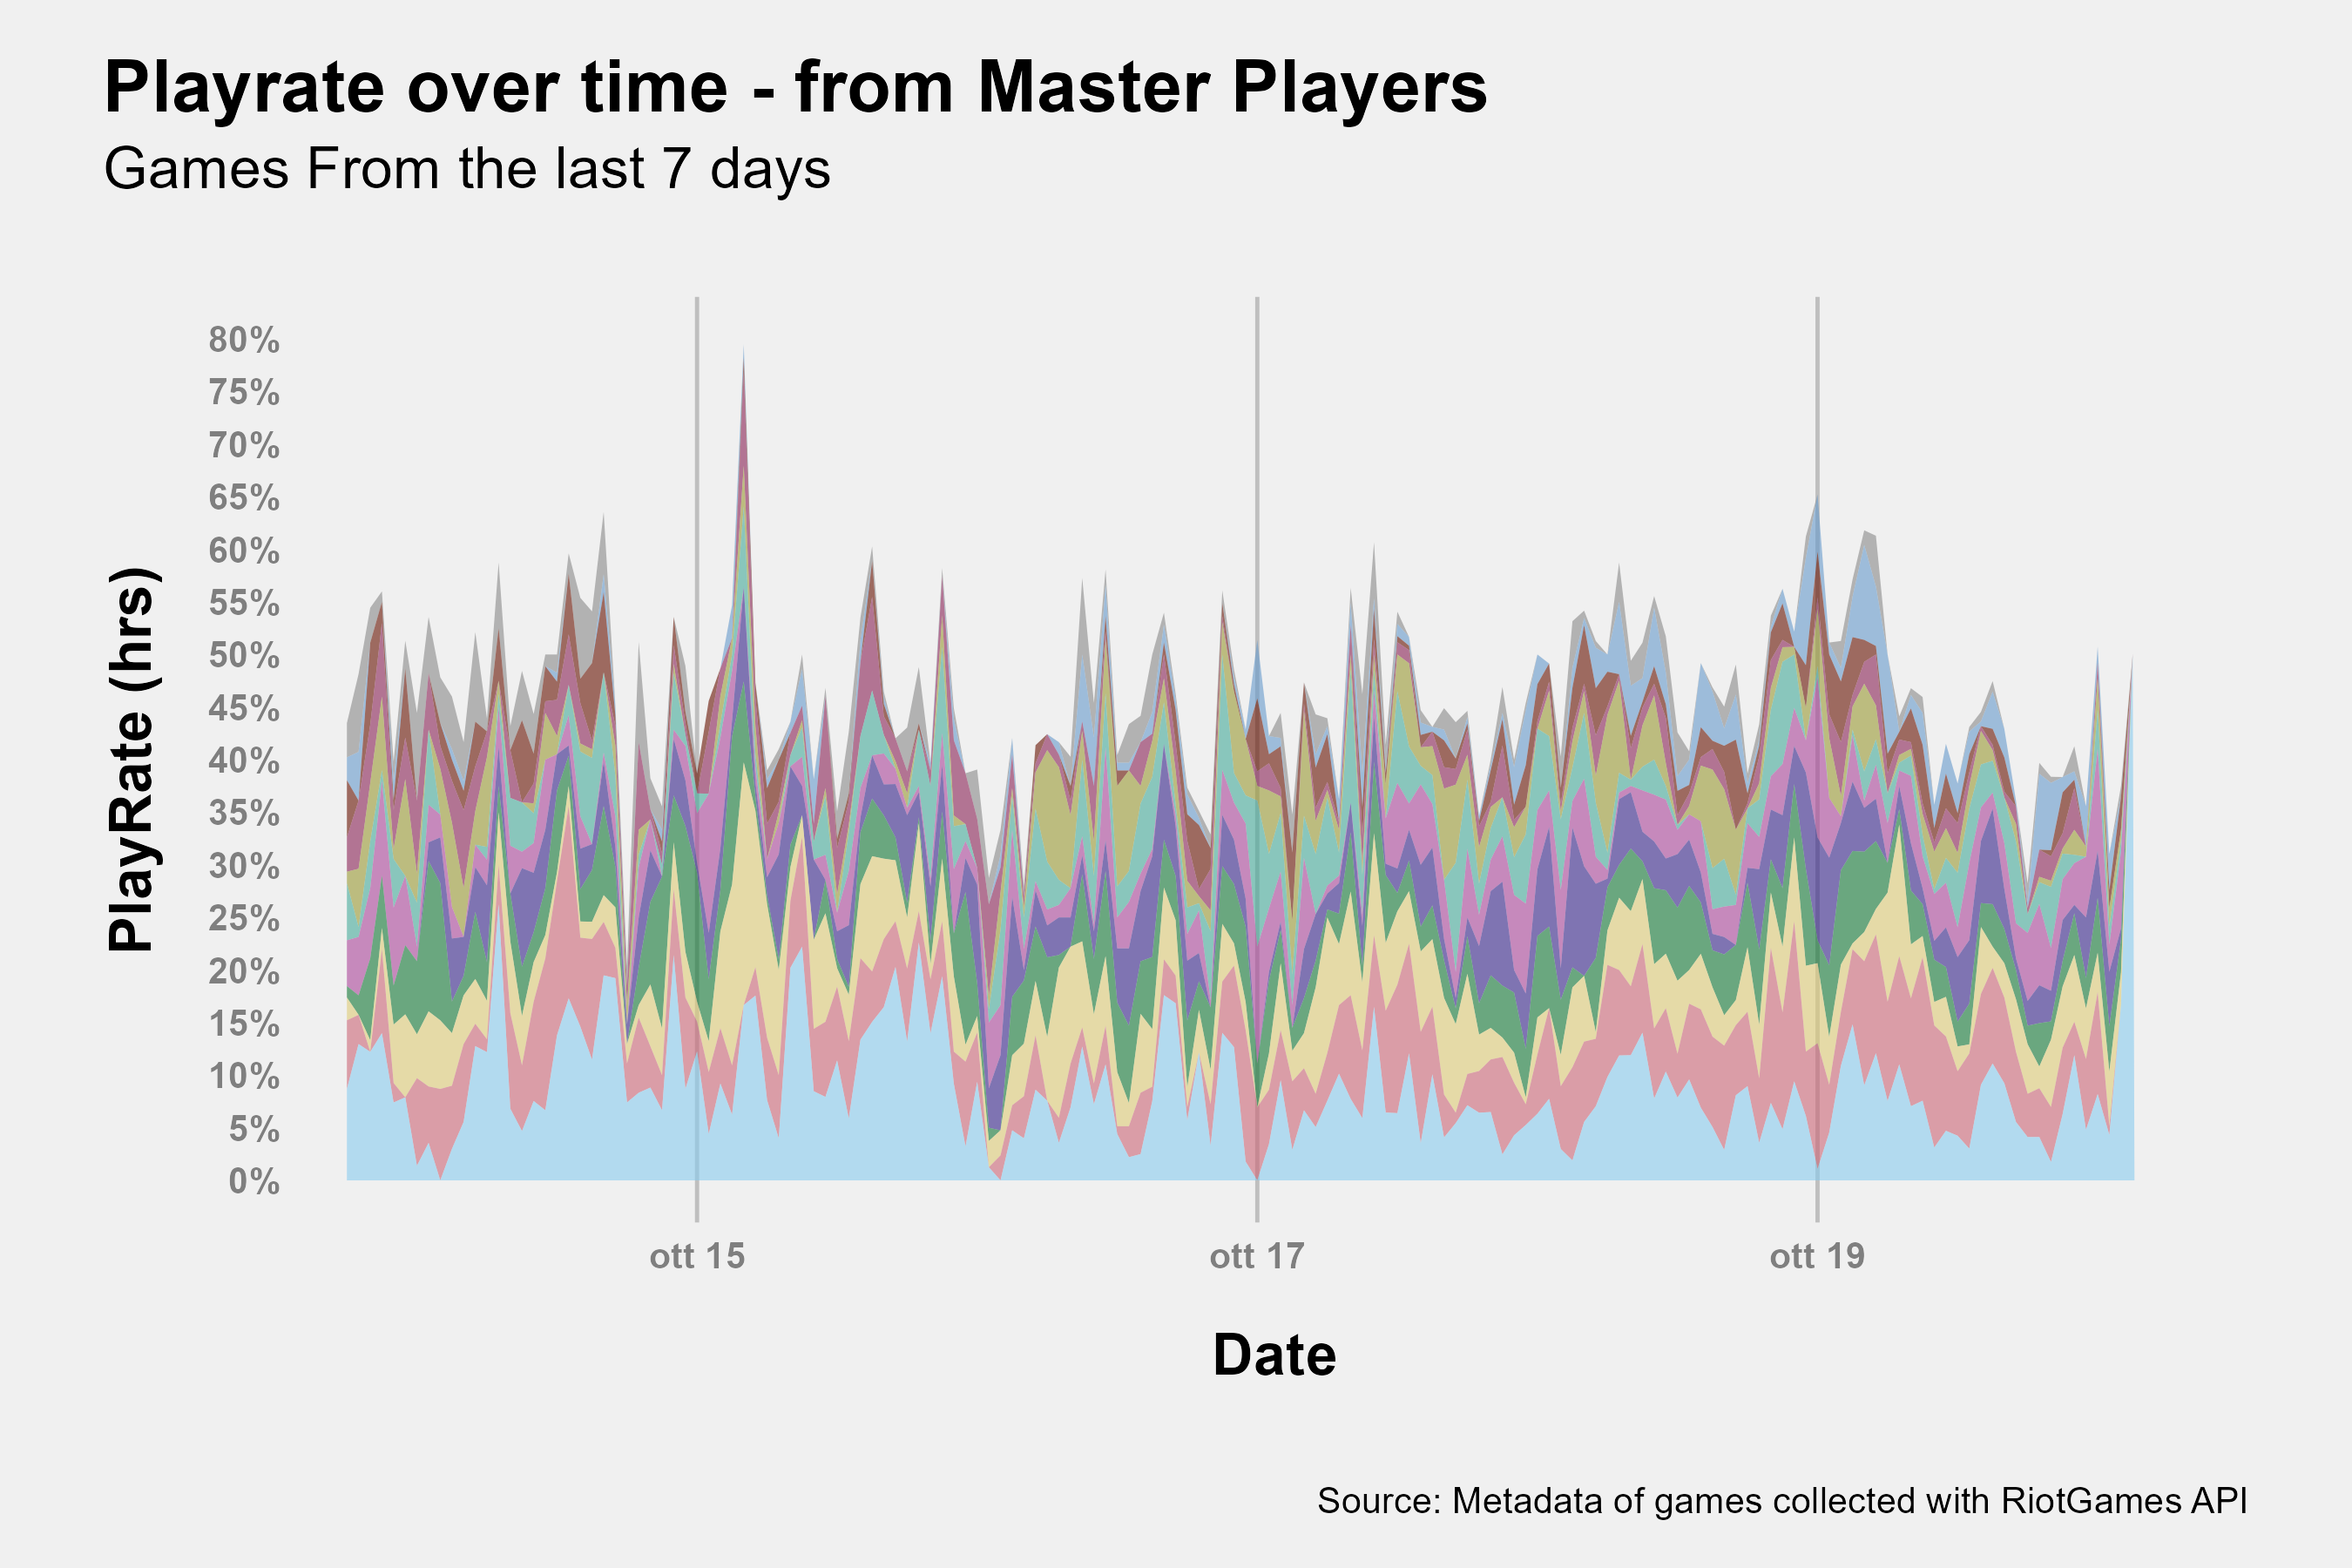 Playrate over time - from Master Players
Games From the last 7 days
80%
75%
70%
65%
60%
55%
50%
45%
40%
35%
30%
25%
20%
15%
10%
5%
0%
PlayRate (hrs)
ott 15
ott 17
ott 19
Date
Source: Metadata of games collected with RiotGames API